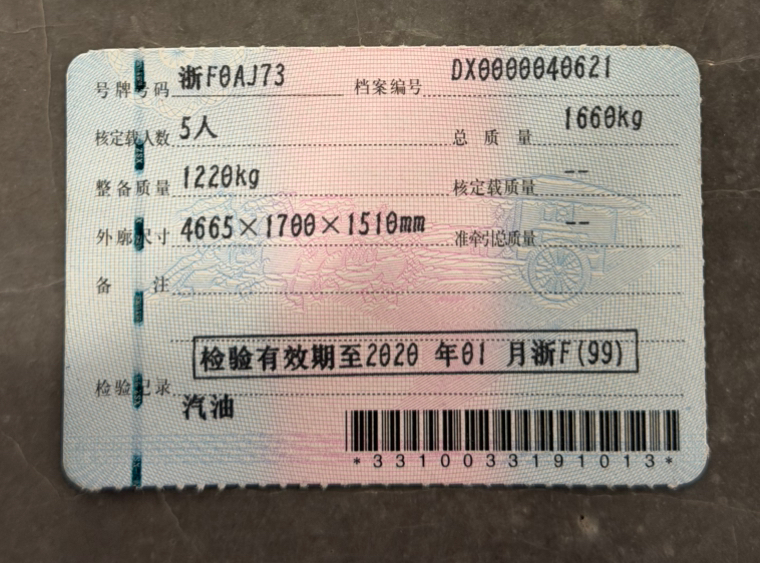 号牌号码 浙F0AJ73 档案编号 DX0000040621
核定载人数 5人 总质量 1660kg
整备质量 1220kg 核定载质量 --
外廓尺寸 4665×1700×1510mm 准牵引总质量 --
备注
检验有效期至2020 年01 月浙F(99)
检验记录
汽油
*3310033191013*